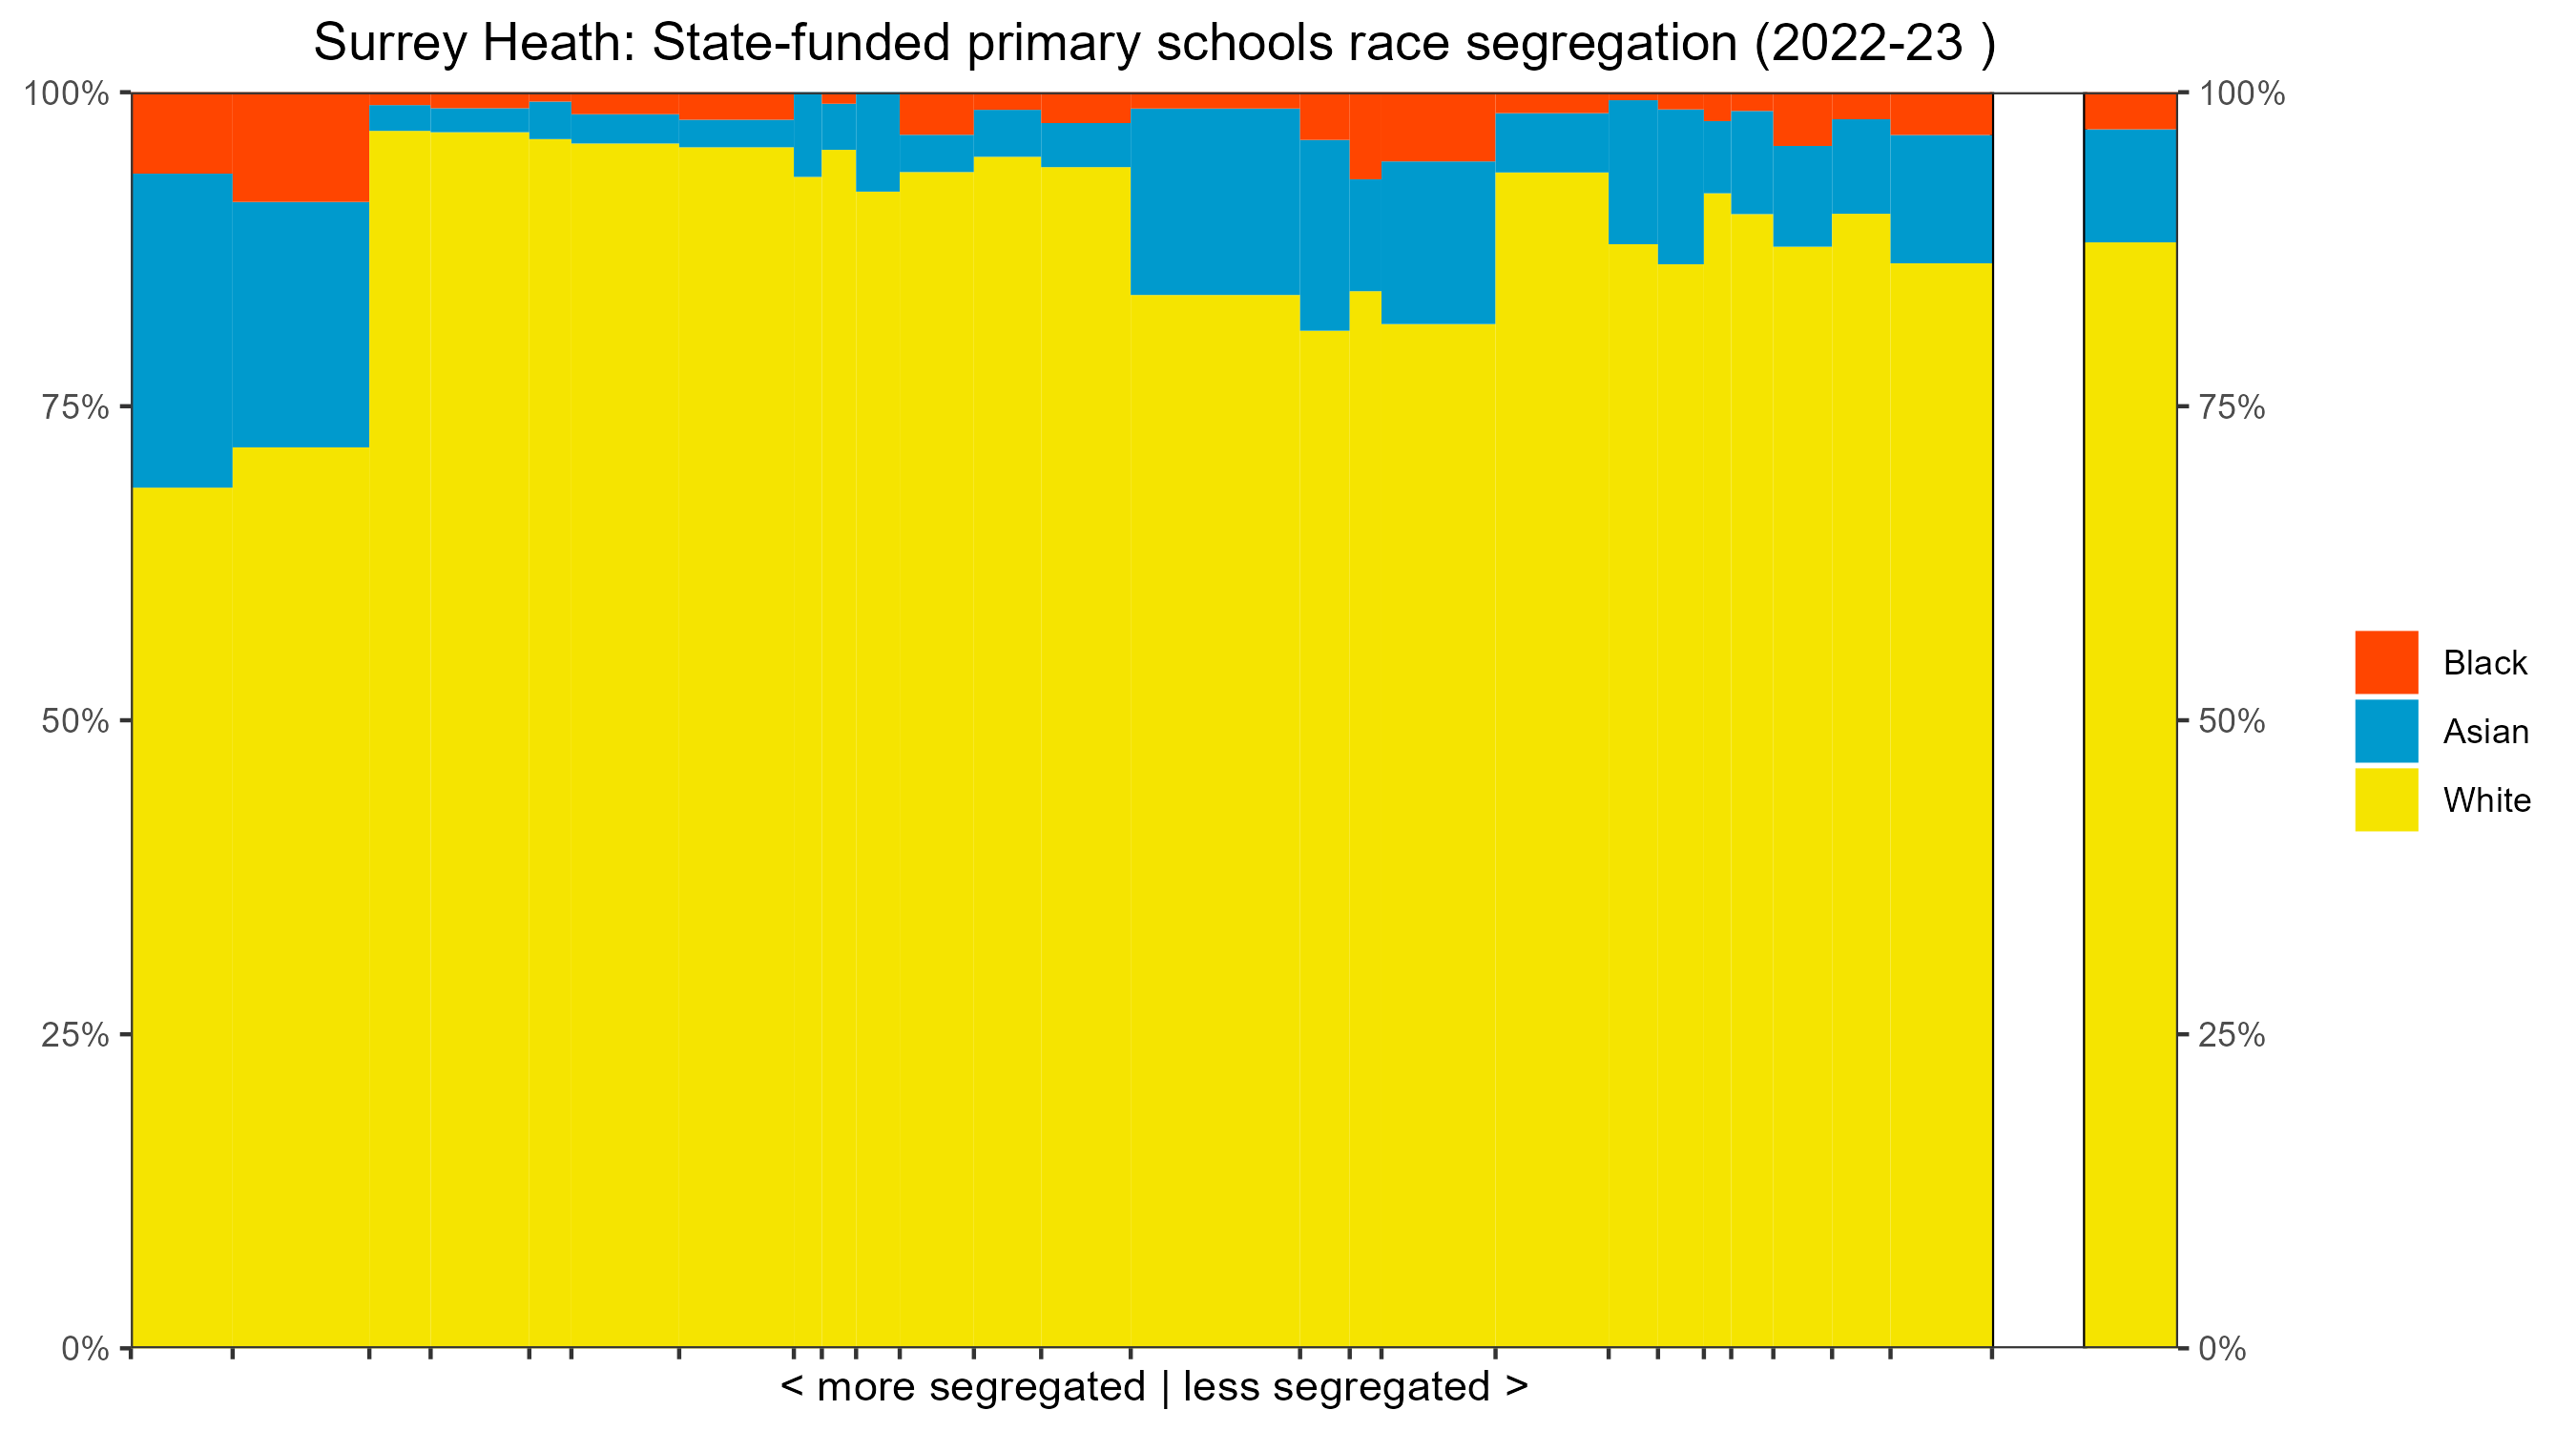 Surrey Heath: State-funded primary schools race segregation (2022-23 )
100%
75%
50%
25%
0%
100%
75%
50%
25%
0%
Black
Asian
White
< more segregated | less segregated >